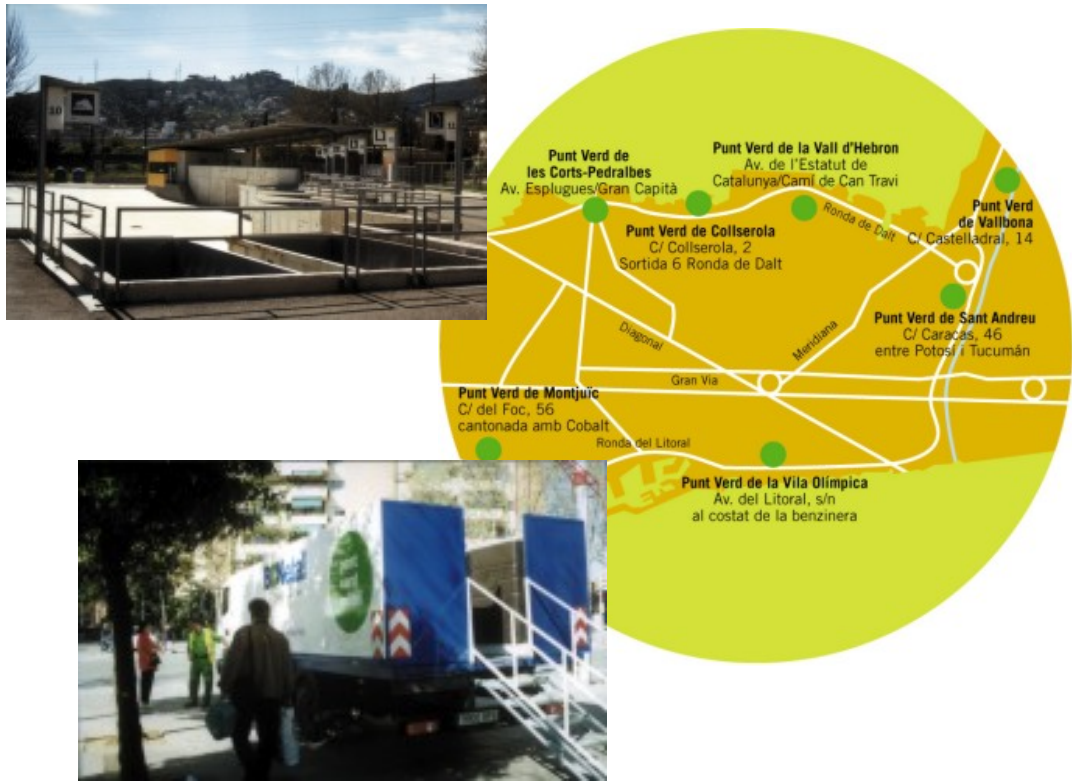 10
11
Punt Verd de
les Corts-Pedralbes
Av. Esplugues/Gran Capità
Punt Verd de la Vall d'Hebron
Av. de l'Estatut de
Catalunya/Camí de Can Travi
Punt Verd de Collserola
C/ Collserola, 2
Sortida 6 Ronda de Dalt
Ronda de Dalt
Punt Verd
de Vallbona
C/ Castelladral, 14
Punt Verd de Sant Andreu
C/ Caracas, 46
entre Potosí i Tucumán
Diagonal
Meridiana
Gran Via
Punt Verd de Montjuïc
C/ del Foc, 56
cantonada amb Cobalt
Ronda del Litoral
Punt Verd de la Vila Olímpica
Av. del Litoral, s/n
al costat de la benzinera